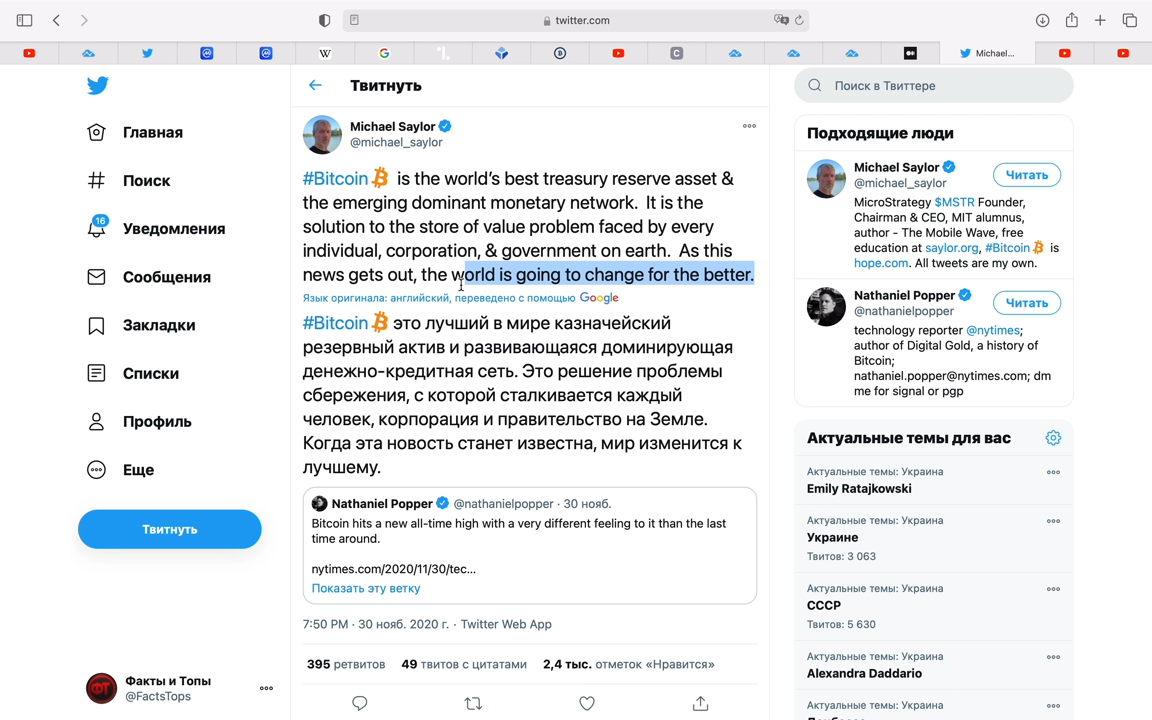 twitter.com
Michael...
Главная
Поиск
16
Уведомления
Сообщения
Закладки
Списки
Профиль
Еще
Твитнуть
Факты и Топы
@FactsTops
Твитнуть
Michael Saylor
@michael_saylor
#Bitcoin is the world's best treasury reserve asset &
the emerging dominant monetary network. It is the
solution to the store of value problem faced by every
individual, corporation, & government on earth. As this
news gets out, the world is going to change for the better.
Язык оригинала: английский, переведено с помощью Google
#Bitcoin это лучший в мире казначейский
резервный актив и развивающаяся доминирующая
денежно-кредитная сеть. Это решение проблемы
сбережения, с которой сталкивается каждый
человек, корпорация и правительство на Земле.
Когда эта новость станет известна, мир изменится к
лучшему.
Nathaniel Popper @nathanielpopper · 30 нояб.
Bitcoin hits a new all-time high with a very different feeling to it than the last
time around.
nytimes.com/2020/11/30/tec...
Показать эту ветку
7:50 PM · 30 нояб. 2020 г. · Twitter Web App
395 ретвитов 49 твитов с цитатами 2,4 тыс. отметок «Нравится»
Поиск в Твиттере
Подходящие люди
Michael Saylor
@michael_saylor
Читать
MicroStrategy $MSTR Founder,
Chairman & CEO, MIT alumnus,
author - The Mobile Wave, free
education at saylor.org, #Bitcoin is
hope.com. All tweets are my own.
Nathaniel Popper
@nathanielpopper
Читать
technology reporter @nytimes;
author of Digital Gold, a history of
Bitcoin;
nathaniel.popper@nytimes.com; dm
me for signal or pgp
Актуальные темы для вас
Актуальные темы: Украина
Emily Ratajkowski
Актуальные темы: Украина
Украине
Твитов: 3 063
Актуальные темы: Украина
СССР
Твитов: 5 630
Актуальные темы: Украина
Alexandra Daddario
Актуальные темы: Украина